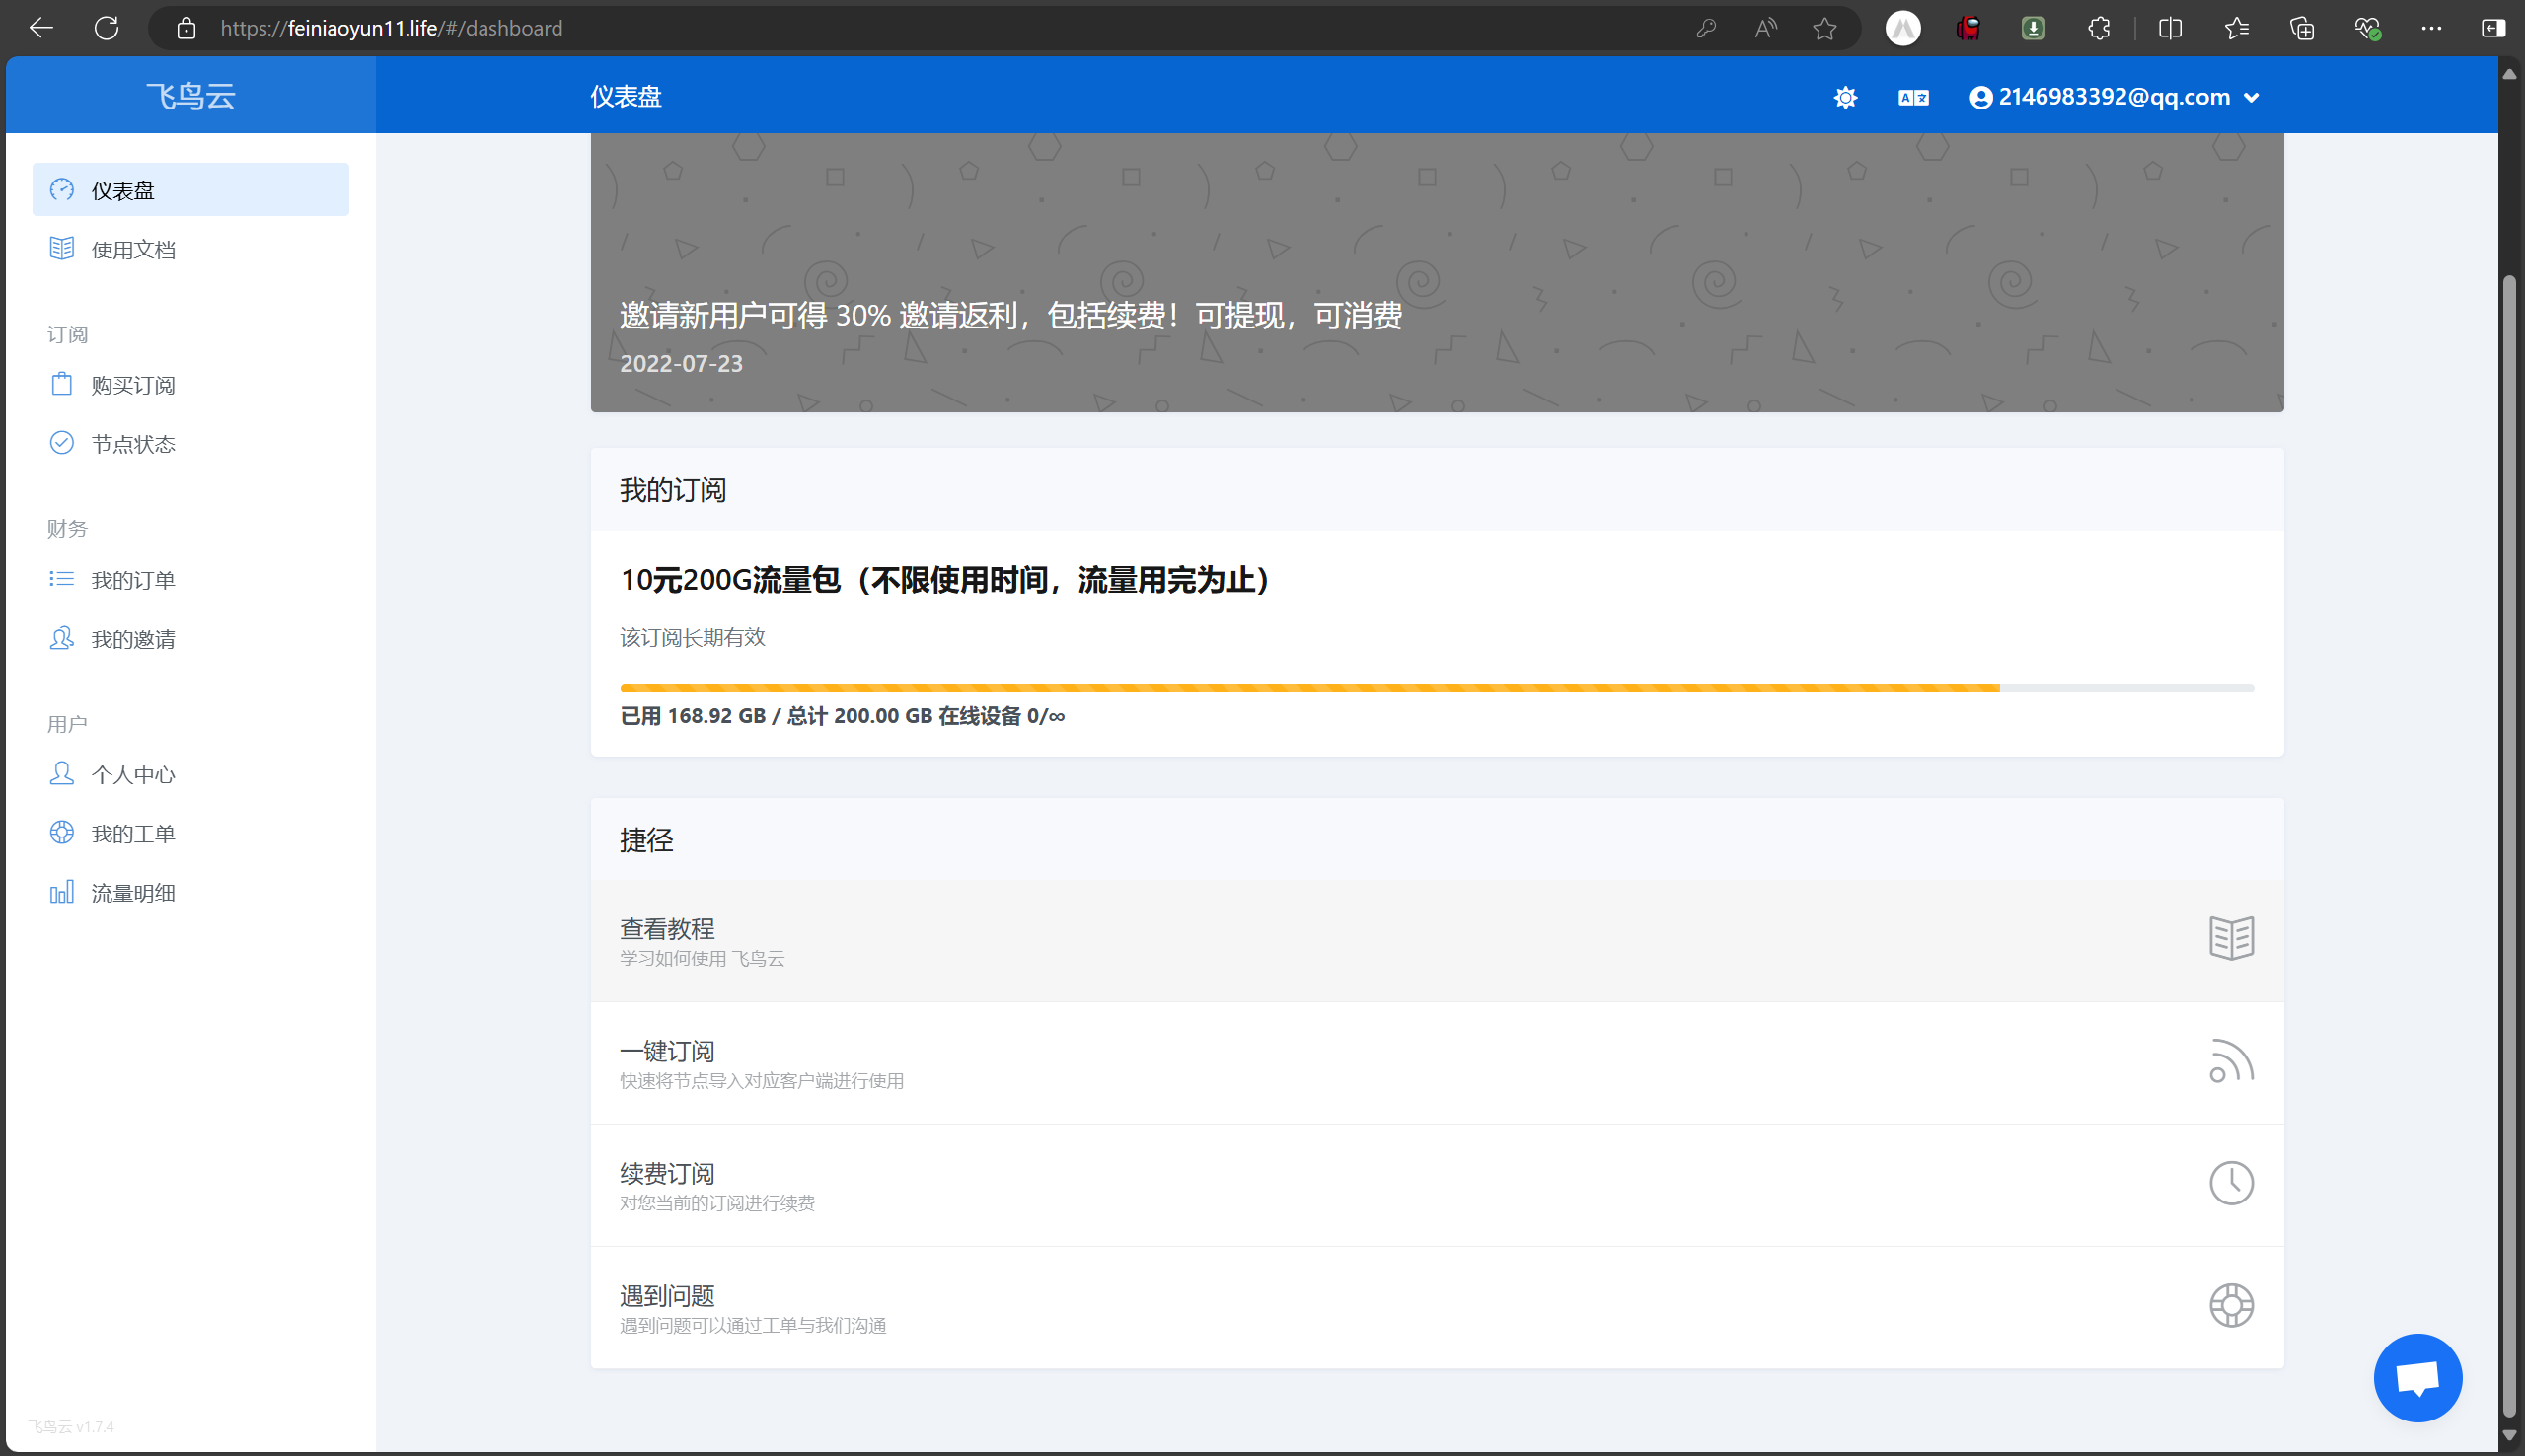 https://feiniaoyun11.life/#/dashboard
飞鸟云
仪表盘
2146983392@qq.com
仪表盘
使用文档
订阅
购买订阅
节点状态
财务
我的订单
我的邀请
用户
个人中心
我的工单
流量明细
飞鸟云 v1.7.4
邀请新用户可得 30% 邀请返利，包括续费！可提现，可消费
2022-07-23
我的订阅
10元200G流量包（不限使用时间，流量用完为止）
该订阅长期有效
已用 168.92 GB / 总计 200.00 GB 在线设备 0/∞
捷径
查看教程
学习如何使用 飞鸟云
一键订阅
快速将节点导入对应客户端进行使用
续费订阅
对您当前的订阅进行续费
遇到问题
遇到问题可以通过工单与我们沟通